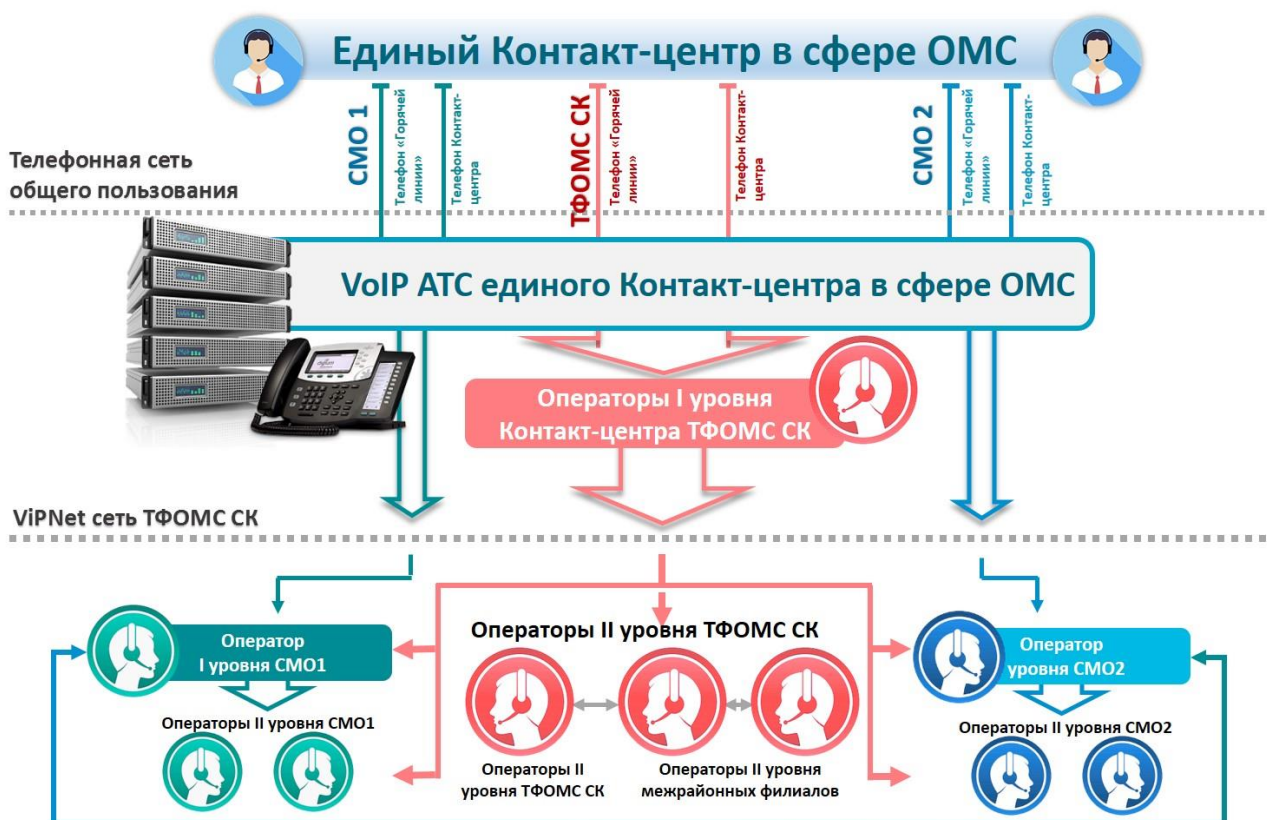 Единый Контакт-центр в сфере ОМС
СМО 1
Телефон «Горячей
линии»
Телефон Контакт-
центра
ТФОМС СК
Телефон «Горячей
линии»
Телефон Контакт-
центра
СМО 2
Телефон «Горячей
линии»
Телефон Контакт-
центра
Телефонная сеть
общего пользования
VoIP АТС единого Контакт-центра в сфере ОМС
Операторы I уровня
Контакт-центра ТФОМС СК
ViPNet сеть ТФОМС СК
Оператор
I уровня СМО1
Операторы II уровня СМО1
Операторы II уровня ТФОМС СК
Операторы II
уровня ТФОМС СК
Операторы II уровня
межрайонных филиалов
Оператор
уровня СМО2
Операторы II уровня СМО2